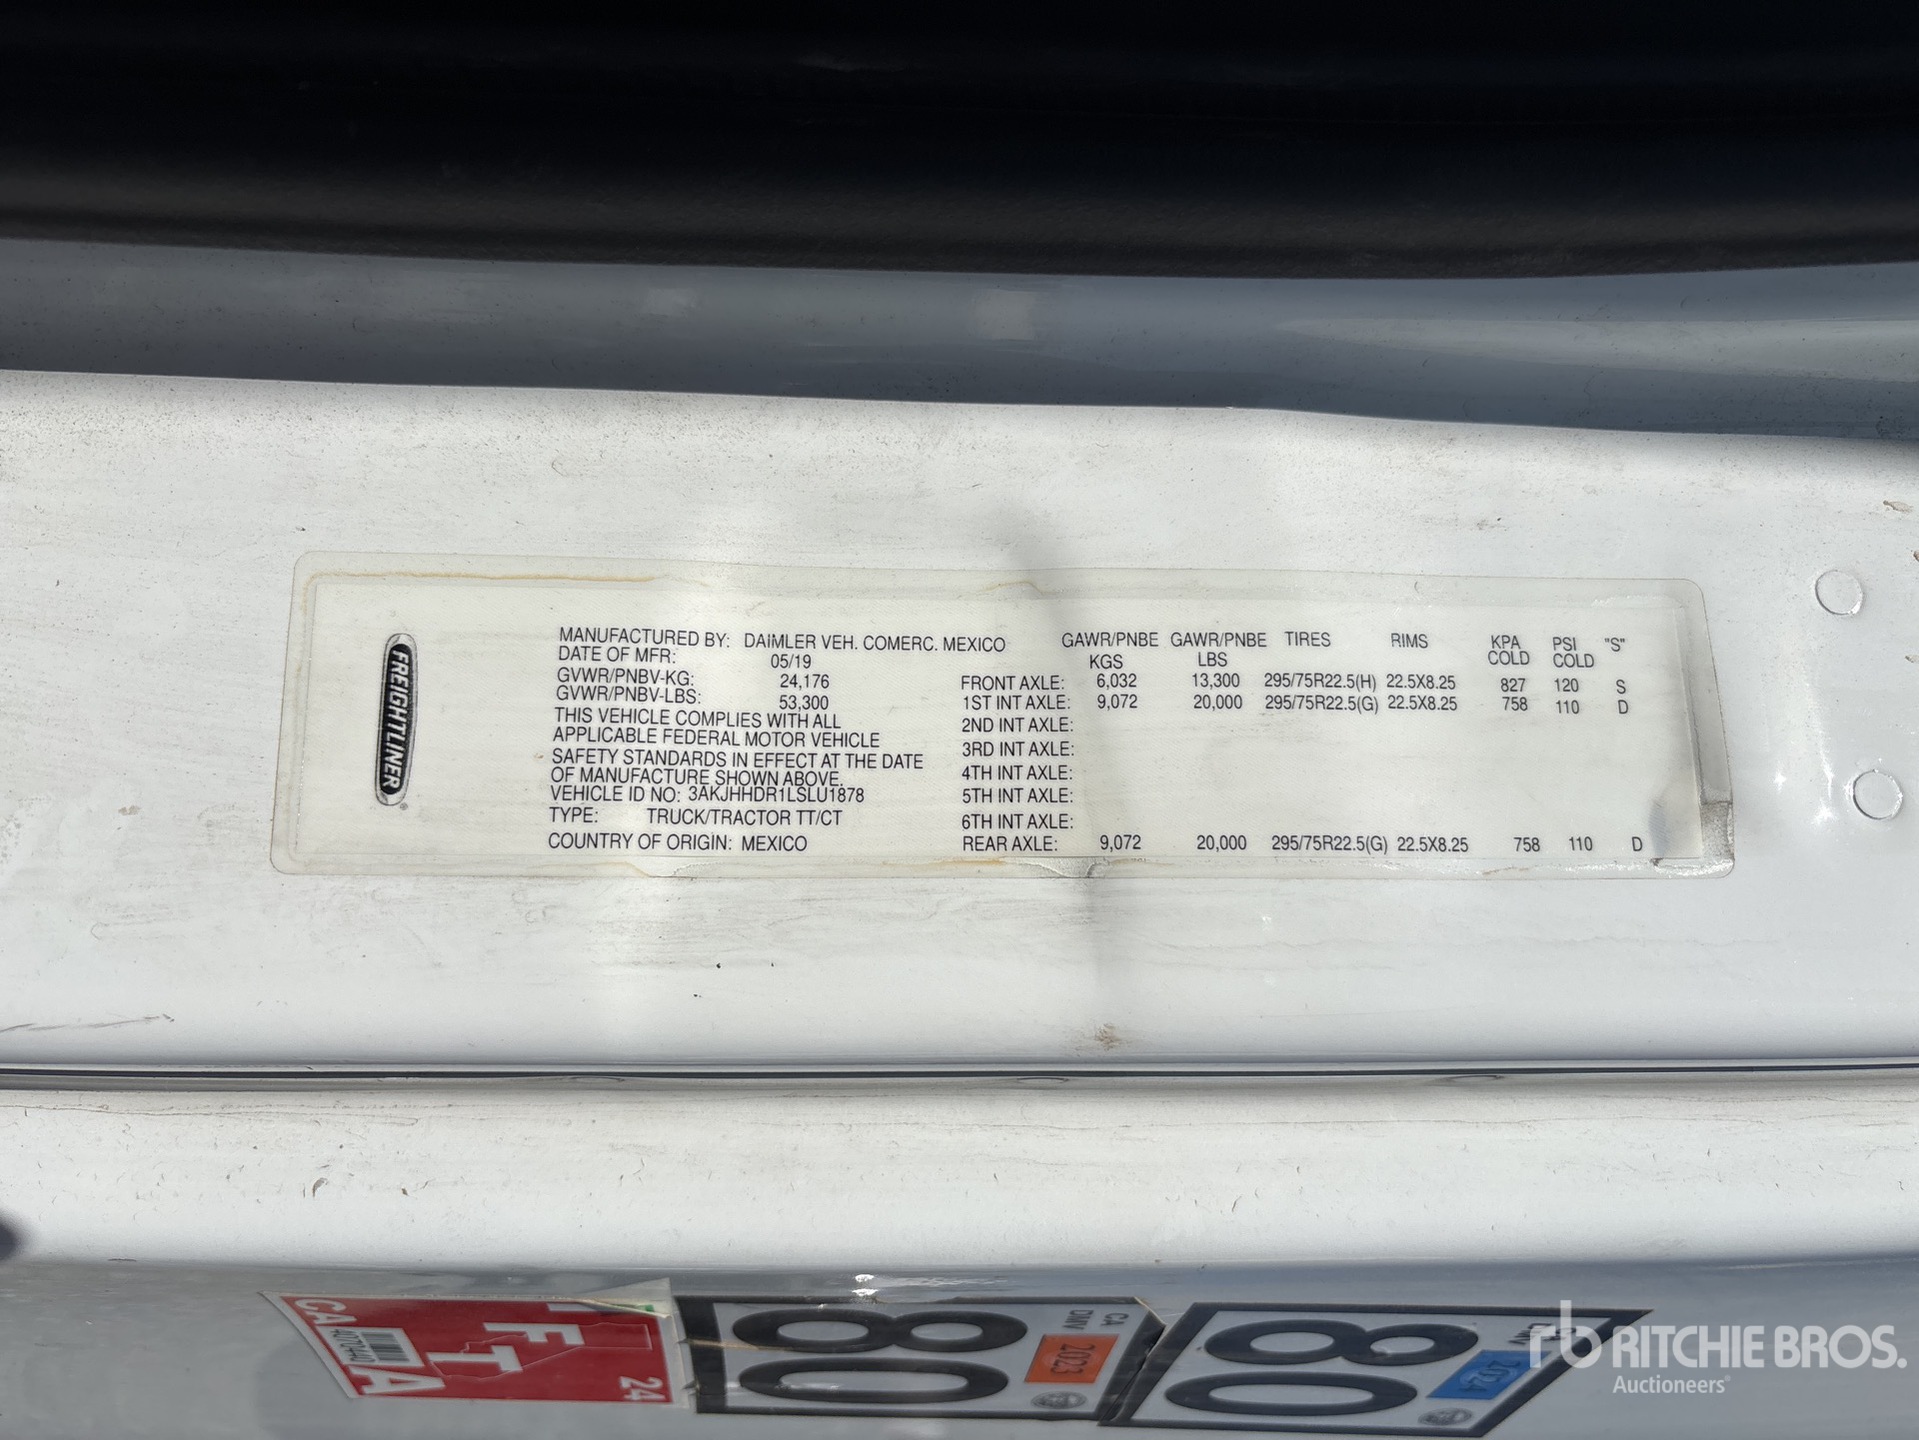 FREIGHTLINER
MANUFACTURED BY: DAIMLER VEH. COMERC. MEXICO
DATE OF MFR: 05/19
GVWR/PNBV-KG: 24,176
GVWR/PNBV-LBS: 53,300
THIS VEHICLE COMPLIES WITH ALL
APPLICABLE FEDERAL MOTOR VEHICLE
SAFETY STANDARDS IN EFFECT AT THE DATE
OF MANUFACTURE SHOWN ABOVE.
VEHICLE ID NO: 3AKJHHDR1LSLU1878
TYPE: TRUCK/TRACTOR TT/CT
COUNTRY OF ORIGIN: MEXICO
GAWR/PNBE GAWR/PNBE TIRES RIMS KPA PSI "S"
KGS LBS COLD COLD
FRONT AXLE: 6,032 13,300 295/75R22.5(H) 22.5X8.25 827 120 S
1ST INT AXLE: 9,072 20,000 295/75R22.5(G) 22.5X8.25 758 110 D
2ND INT AXLE:
3RD INT AXLE:
4TH INT AXLE:
5TH INT AXLE:
6TH INT AXLE:
REAR AXLE: 9,072 20,000 295/75R22.5(G) 22.5X8.25 758 110 D
CA
IFTA
24
80
CA
DMV
2023
80
2024
rb RITCHIE BROS.
Auctioneers